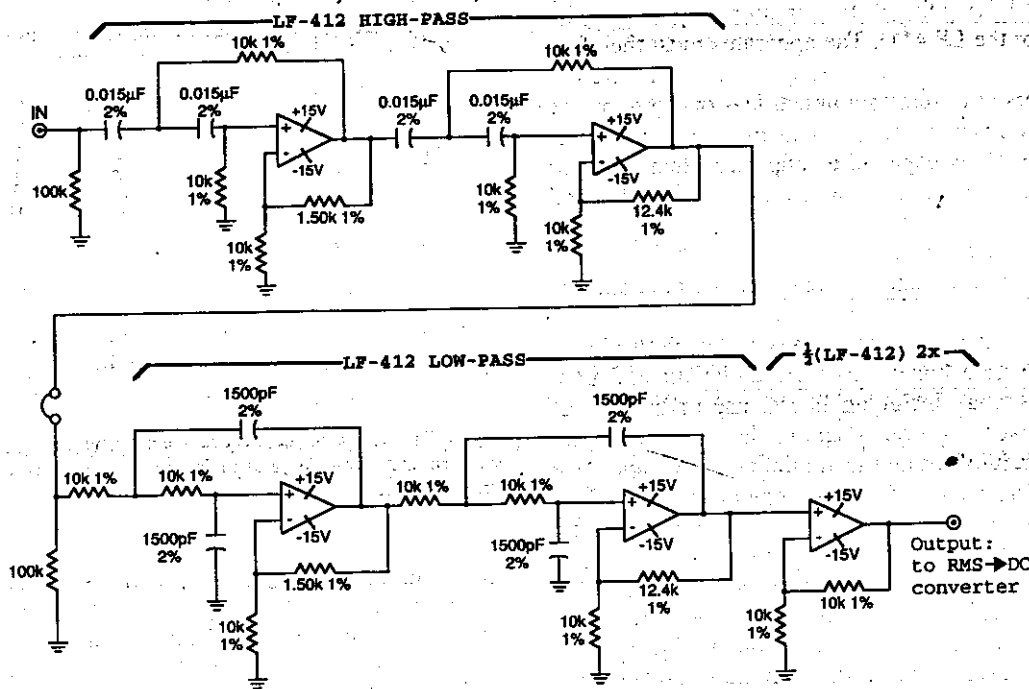 LF-412 HIGH-PASS
or the LF
The
10k 1%
10k 1%
IN
0.015µF
2%
0.015µF
2%
0.015µF
2%
0.015µF
2%
+
+15V
-
-15V
+
+15V
-
-15V
100k
10k
1%
1.50k 1%
10k
1%
10k
1%
12.4k
1%
10k
1%
LF-412 LOW-PASS
½(LF-412) 2x
1500pF
2%
1500pF
2%
10k 1%
10k 1%
10k 1%
10k 1%
+
+15V
-
-15V
+
+15V
-
-15V
+
+15V
-
-15V
100k
1500pF
2%
1.50k 1%
10k
1%
1500pF
2%
12.4k
1%
10k
1%
10k 1%
10k
1%
Output:
to RMS→DC
converter